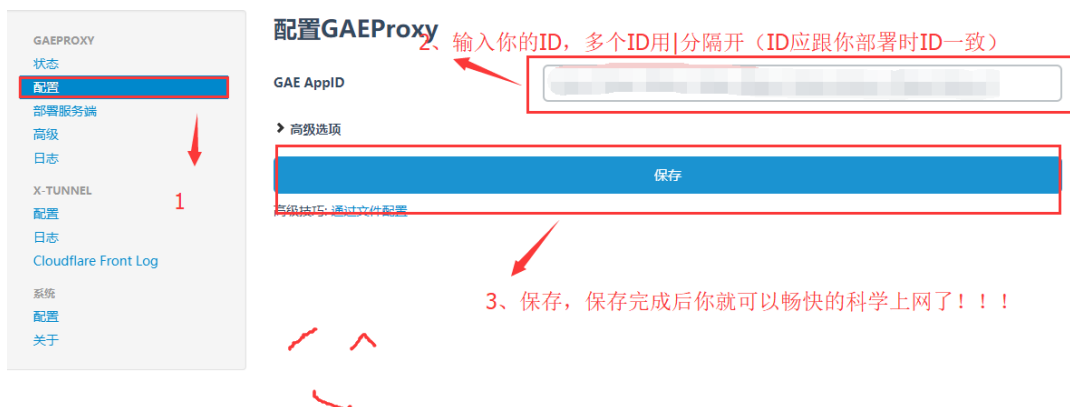 GAEPROXY
状态
配置
部署服务端
高级
日志
X-TUNNEL
配置
日志
Cloudflare Front Log
系统
配置
关于
1
配置GAEProxy
2、输入你的ID，多个ID用|分隔开（ID应跟你部署时ID一致）
GAE AppID
高级选项
保存
高级技巧: 通过文件配置
3、保存，保存完成后你就可以畅快的科学上网了！！！